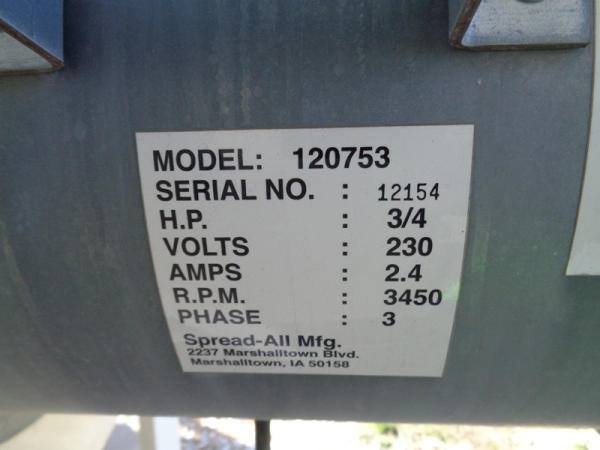 MODEL: 120753
SERIAL NO. : 12154
H.P. : 3/4
VOLTS : 230
AMPS : 2.4
R.P.M. : 3450
PHASE : 3
Spread-All Mfg.
2237 Marshalltown Blvd.
Marshalltown, IA 50158